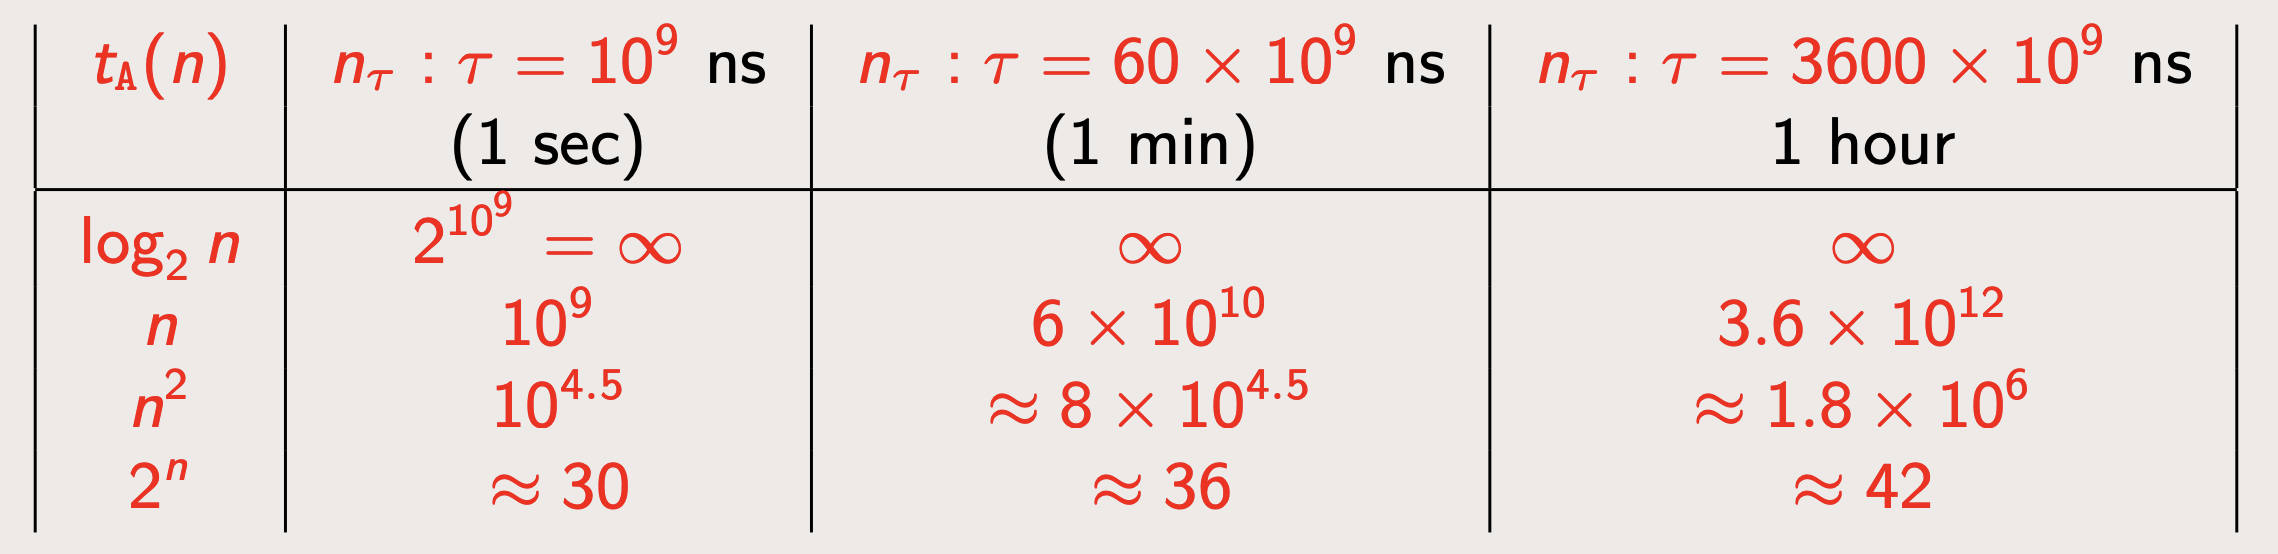 t_A(n) n_τ : τ = 10^9 ns n_τ : τ = 60 × 10^9 ns n_τ : τ = 3600 × 10^9 ns
(1 sec) (1 min) 1 hour
log_2 n 2^{10^9} = ∞ ∞ ∞
n 10^9 6 × 10^{10} 3.6 × 10^{12}
n^2 10^{4.5} ≈ 8 × 10^{4.5} ≈ 1.8 × 10^6
2^n ≈ 30 ≈ 36 ≈ 42